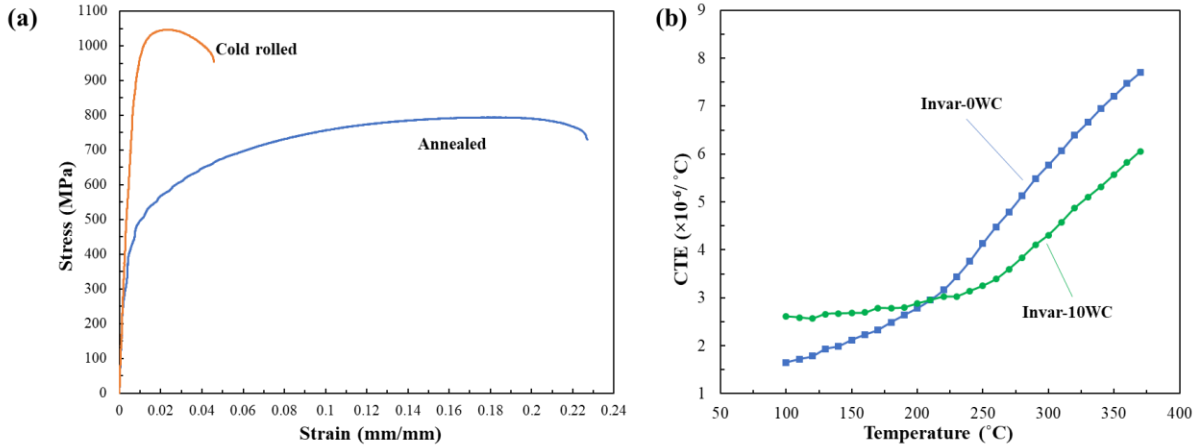 (a)
1100
1000
900
800
700
600
500
400
300
200
100
0
Stress (MPa)
Cold rolled
Annealed
0 0.02 0.04 0.06 0.08 0.1 0.12 0.14 0.16 0.18 0.2 0.22 0.24
Strain (mm/mm)
(b)
9
8
7
6
5
4
3
2
1
CTE (×10⁻⁶/ ˚C)
Invar-0WC
Invar-10WC
50 100 150 200 250 300 350 400
Temperature (˚C)